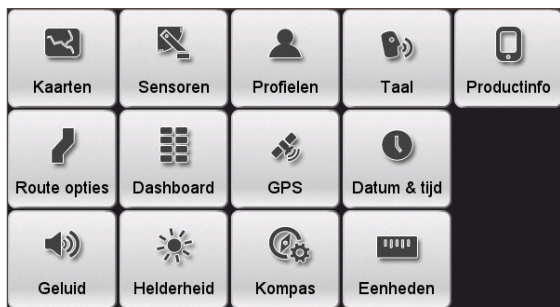 Kaarten
Sensoren
Profielen
Taal
Productinfo
Route opties
Dashboard
GPS
Datum & tijd
Geluid
Helderheid
Kompas
Eenheden